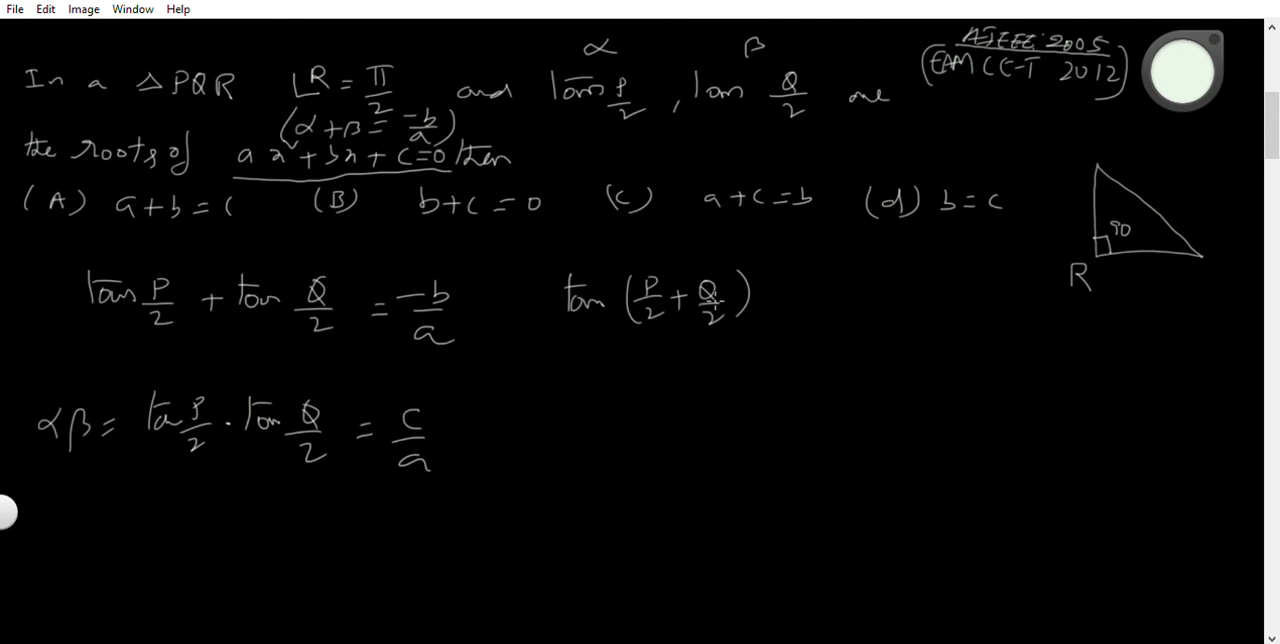 File Edit Image Window Help
AIEEE 2005
(EAMCET 2012)
α β
In a △PQR ∠R = π/2 and tan P/2, tan Q/2 are
(α+β = -b/a)
the roots of ax²+bx+c=0 then
(A) a+b=c (B) b+c=0 (C) a+c=b (d) b=c
90
R
tan P/2 + tan Q/2 = -b/a tan (P/2 + Q/2)
αβ = tan P/2 . tan Q/2 = c/a